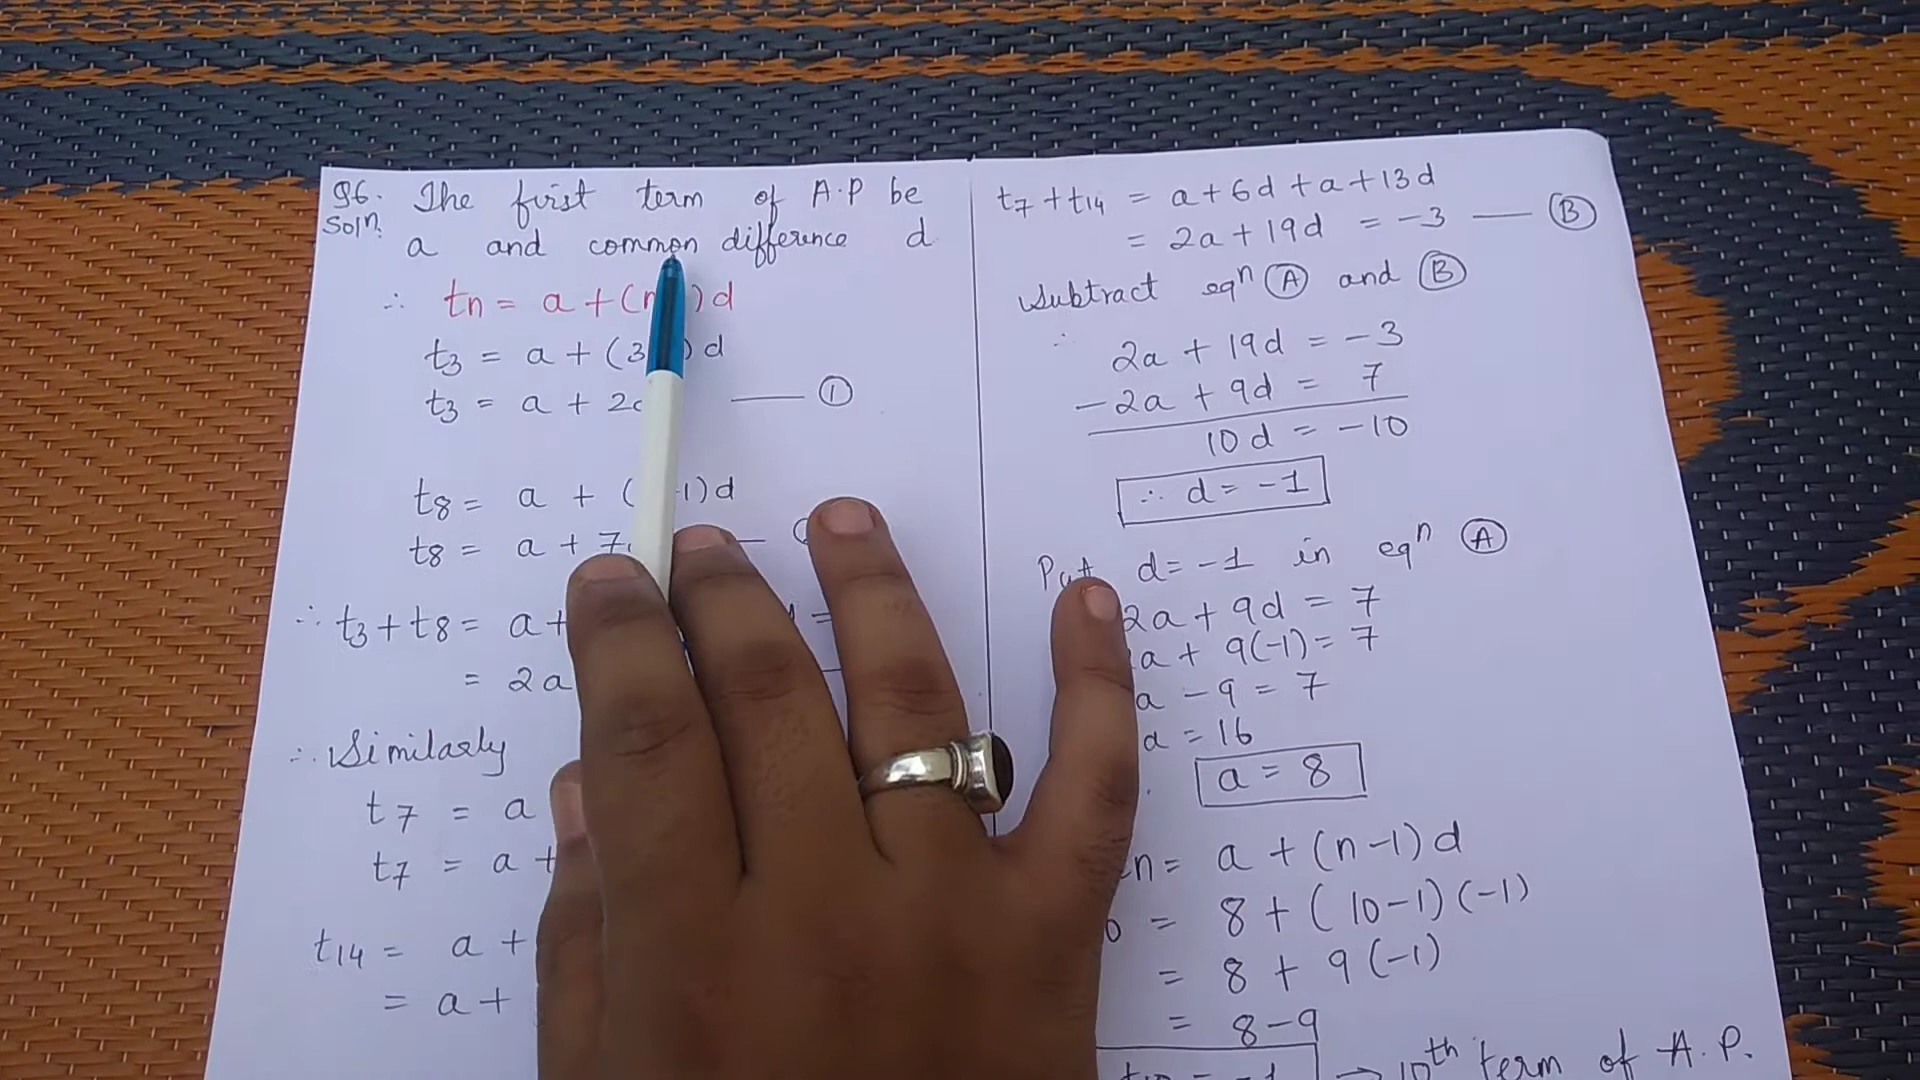 Q6. The first term of A.P be
Soln. a and common difference d
∴ tn = a + (n )d
t3 = a + (3 )d
t3 = a + 2 —— ①
t8 = a + ( -1)d
t8 = a + 7 —
∴ t3 + t8 = a +
= 2a
∴ Similarly
t7 = a
t7 = a +
t14 = a +
= a +
t7 + t14 = a + 6d + a + 13d
= 2a + 19d = -3 —— Ⓑ
Subtract eqn Ⓐ and Ⓑ
∴ 2a + 19d = -3
-2a + 9d = 7
10d = -10
∴ d = -1
Put d = -1 in eqn Ⓐ
2a + 9d = 7
a + 9(-1) = 7
a - 9 = 7
a = 16
a = 8
n = a + (n-1)d
= 8 + (10-1)(-1)
= 8 + 9(-1)
= 8-9
t10 = -1 → 10th term of A.P.